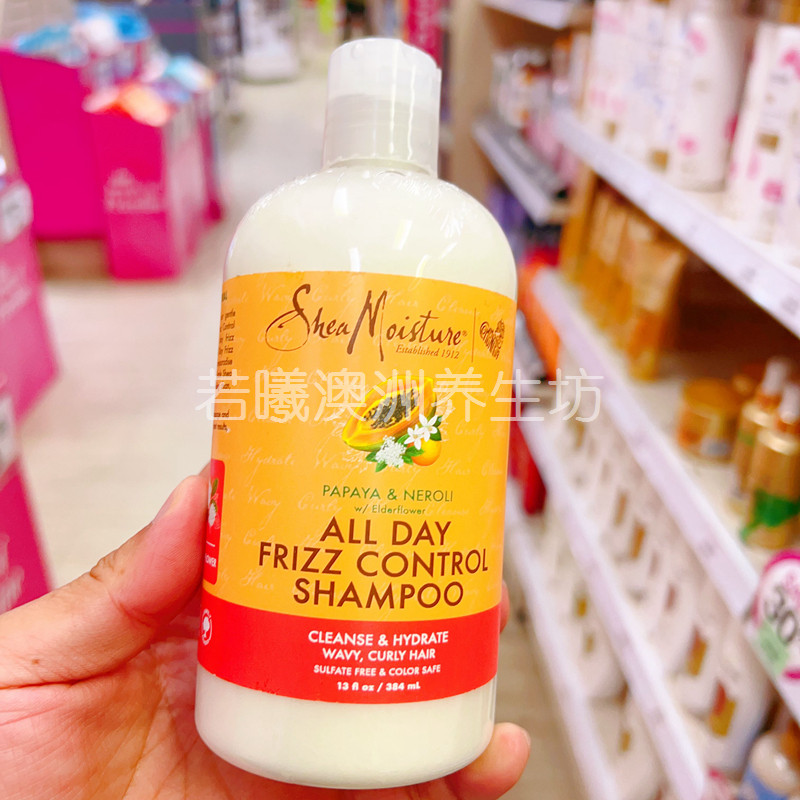 SheaMoisture®
Established 1912
若曦澳洲养生坊
PAPAYA & NEROLI
w/ Elderflower
ALL DAY
FRIZZ CONTROL
SHAMPOO
CLEANSE & HYDRATE
WAVY, CURLY HAIR
SULFATE FREE & COLOR SAFE
13 fl oz / 384 mL
30